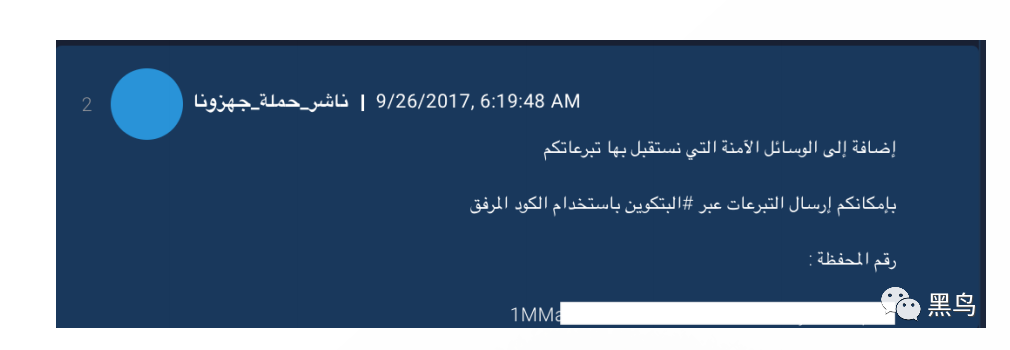 2 ناشر_حملة_جهزونا | 9/26/2017, 6:19:48 AM
إضافة إلى الوسائل الآمنة التي نستقبل بها تبرعاتكم
بإمكانكم إرسال التبرعات عبر #البتكوين باستخدام الكود المرفق
رقم المحفظة :
1MMa
黑鸟